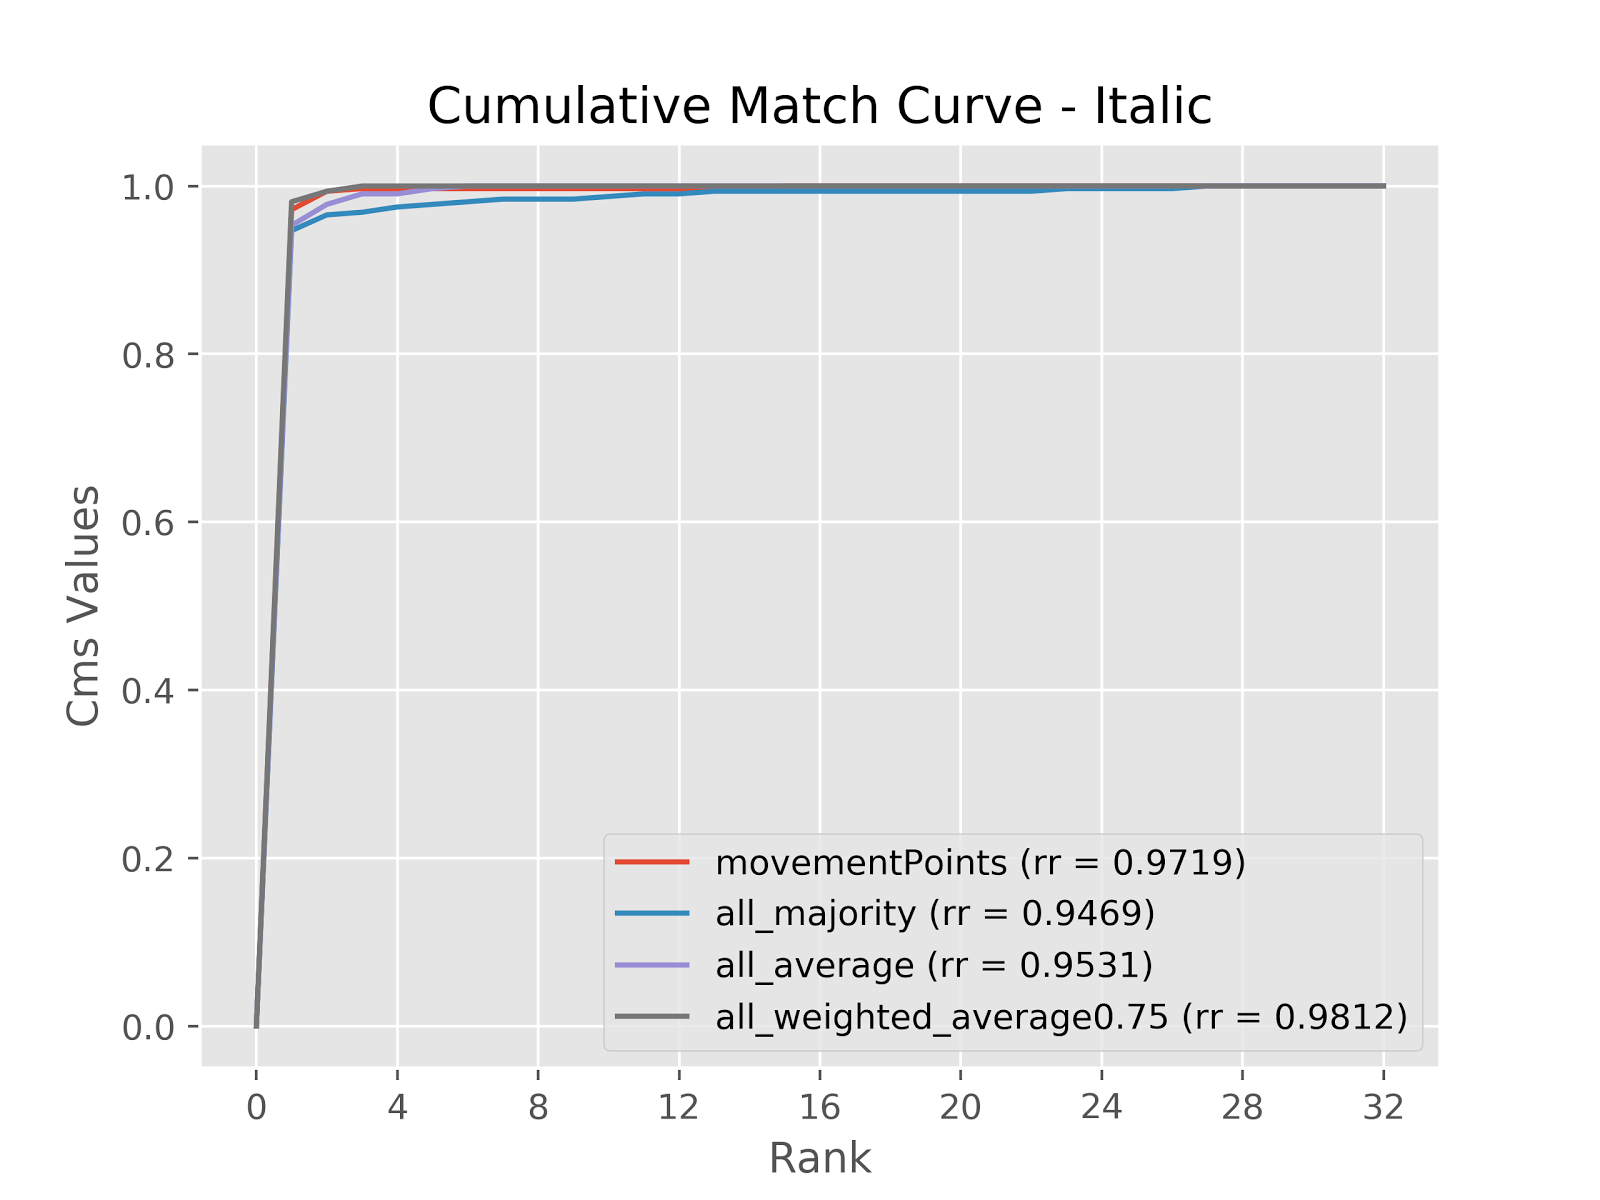 Cumulative Match Curve - Italic
Cms Values
1.0
0.8
0.6
0.4
0.2
0.0
movementPoints (rr = 0.9719)
all_majority (rr = 0.9469)
all_average (rr = 0.9531)
all_weighted_average0.75 (rr = 0.9812)
0 4 8 12 16 20 24 28 32
Rank